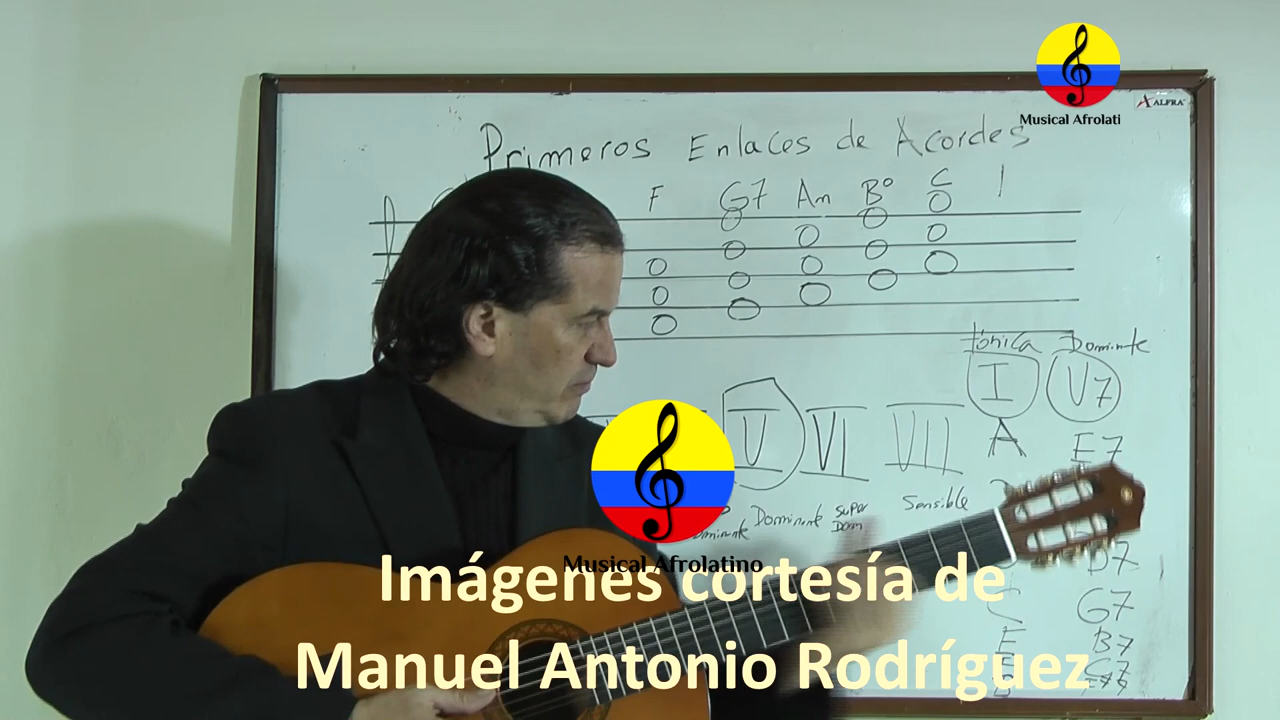 Musical Afrolati
ALFRA
Primeros Enlaces de Acordes
F G7 Am B° C
tónica Dominante
I V7
V VI VII
A E7
Dominante super Dom Sensible
Musical Afrolatino
D7
Imágenes cortesía de
G7
E B7
Manuel Antonio Rodríguez